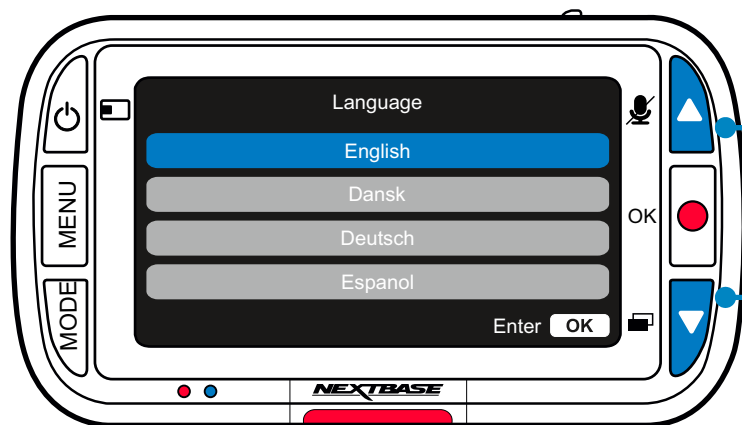 Language
English
MENU
Dansk
Deutsch
OK
Espanol
MODE
Enter OK
NEXTBASE